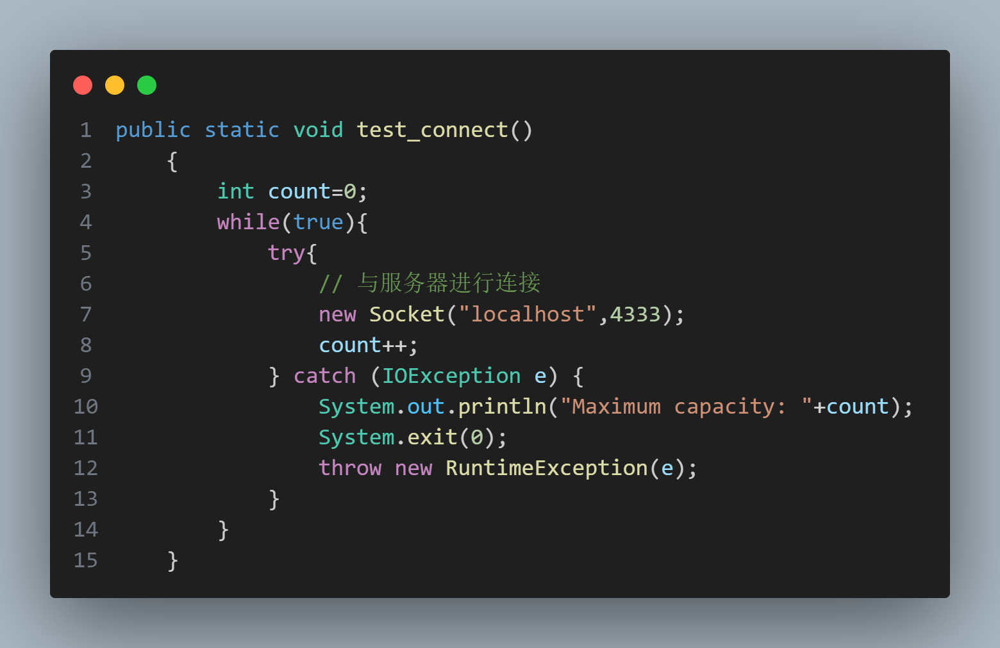 1 public static void test_connect()
2     {
3         int count=0;
4         while(true){
5             try{
6                 // 与服务器进行连接
7                 new Socket("localhost",4333);
8                 count++;
9             } catch (IOException e) {
10                 System.out.println("Maximum capacity: "+count);
11                 System.exit(0);
12                 throw new RuntimeException(e);
13             }
14         }
15     }